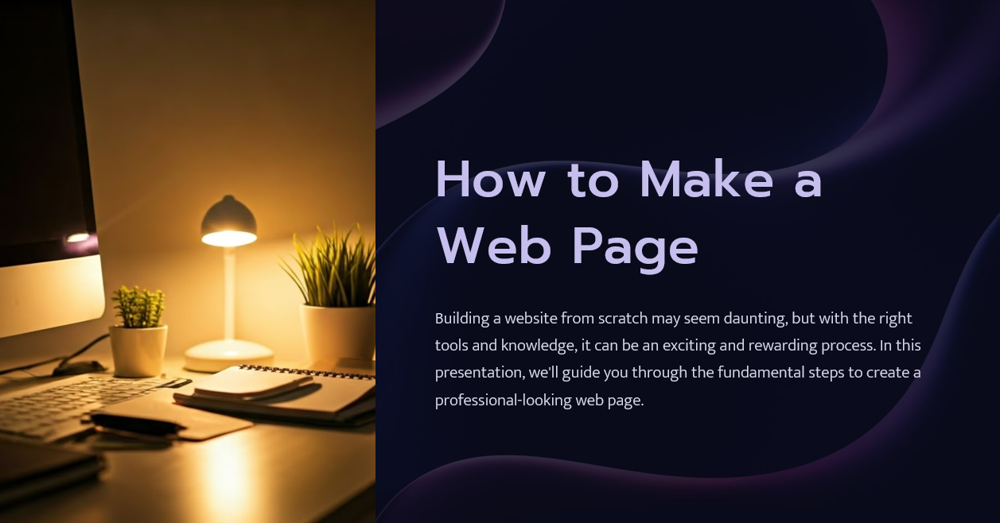 How to Make a
Web Page
Building a website from scratch may seem daunting, but with the right
tools and knowledge, it can be an exciting and rewarding process. In this
presentation, we'll guide you through the fundamental steps to create a
professional-looking web page.